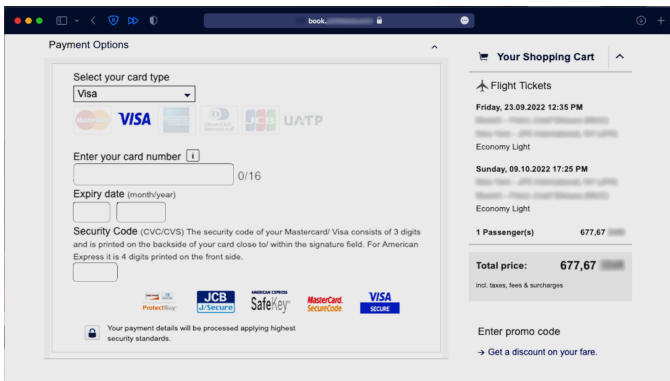 book.
Payment Options
Select your card type
Visa
VISA
UATP
Enter your card number i
0/16
Expiry date (month/year)
Security Code (CVC/CVS) The security code of your Mastercard/ Visa consists of 3 digits
and is printed on the backside of your card close to/ within the signature field. For American
Express it is 4 digits printed on the front side.
ProtectBuy
JCB
J/Secure
AMERICAN EXPRESS
SafeKey
MasterCard.
SecureCode.
VISA
SECURE
Your payment details will be processed applying highest
security standards.
Your Shopping Cart
Flight Tickets
Friday, 23.09.2022 12:35 PM
Economy Light
Sunday, 09.10.2022 17:25 PM
Economy Light
1 Passenger(s) 677,67
Total price: 677,67
incl. taxes, fees & surcharges
Enter promo code
→ Get a discount on your fare.